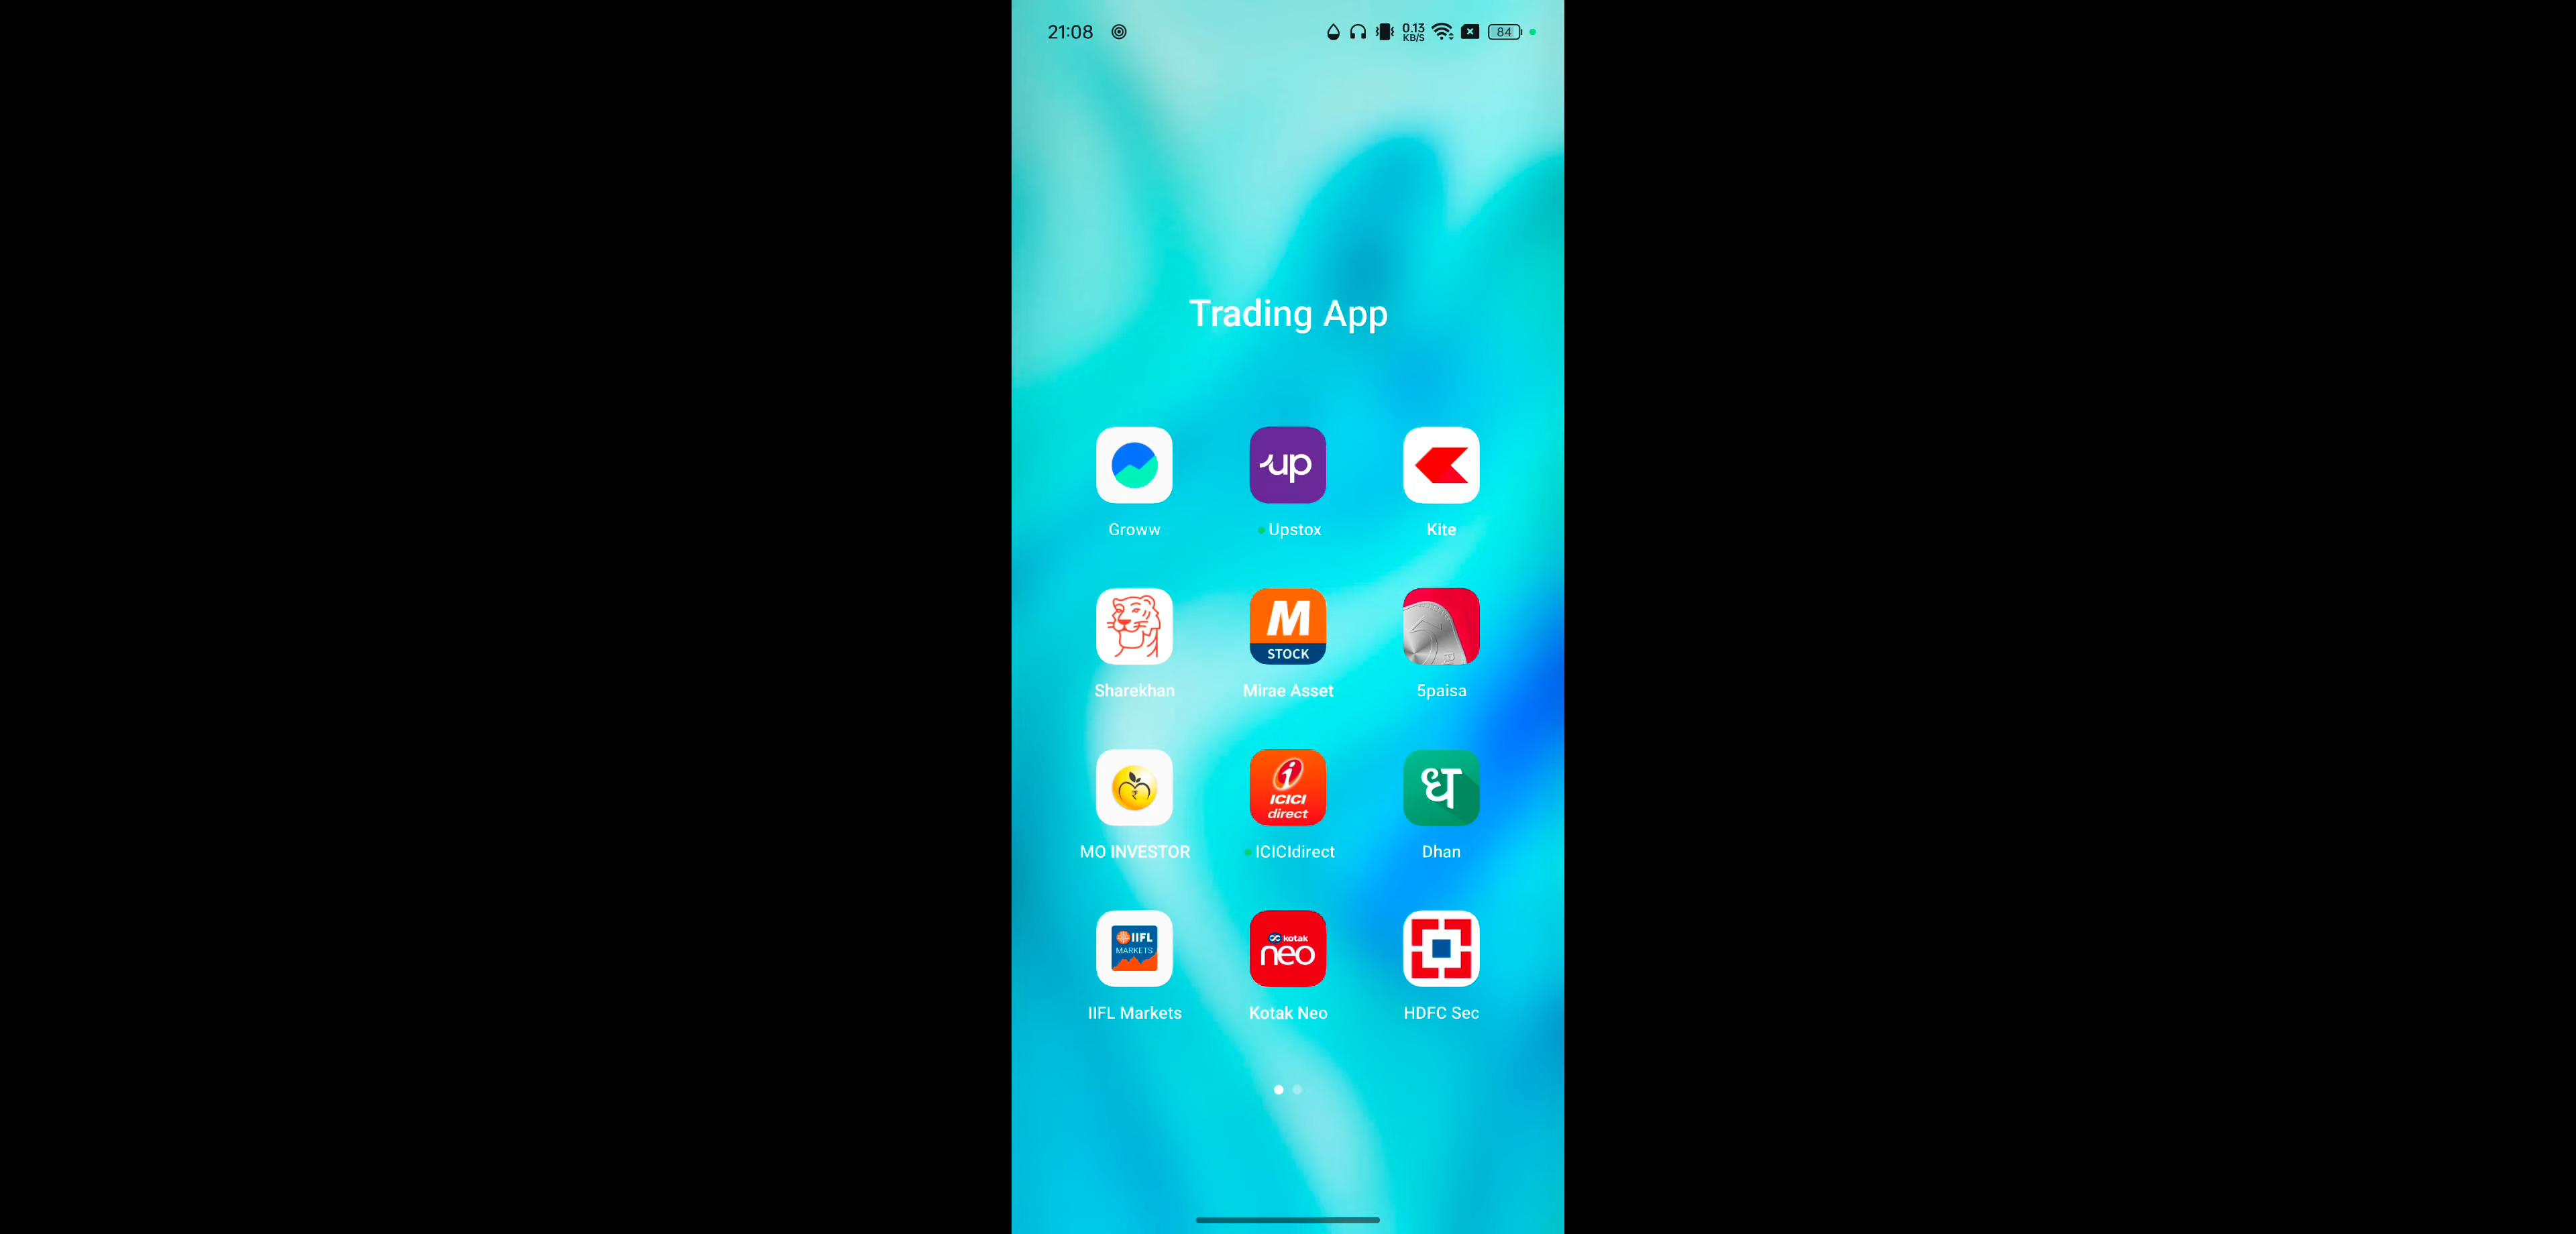 21:08 0.13 KB/S 84
Trading App
up
Groww Upstox Kite
M STOCK
Sharekhan Mirae Asset 5paisa
₹ i ICICI direct ध
MO INVESTOR ICICIdirect Dhan
IIFL MARKETS kotak neo
IIFL Markets Kotak Neo HDFC Sec